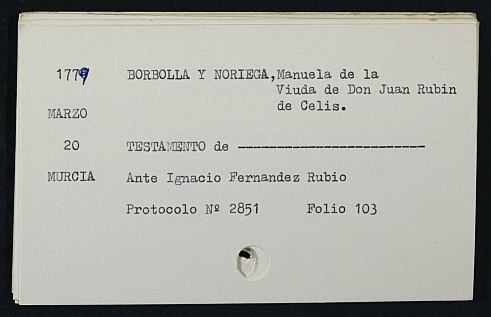 1779 BORBOLLA Y NORIEGA, Manuela de la
Viuda de Don Juan Rubin
MARZO de Celis.
20 TESTAMENTO de ------------------------
MURCIA Ante Ignacio Fernandez Rubio
Protocolo Nº 2851 Folio 103